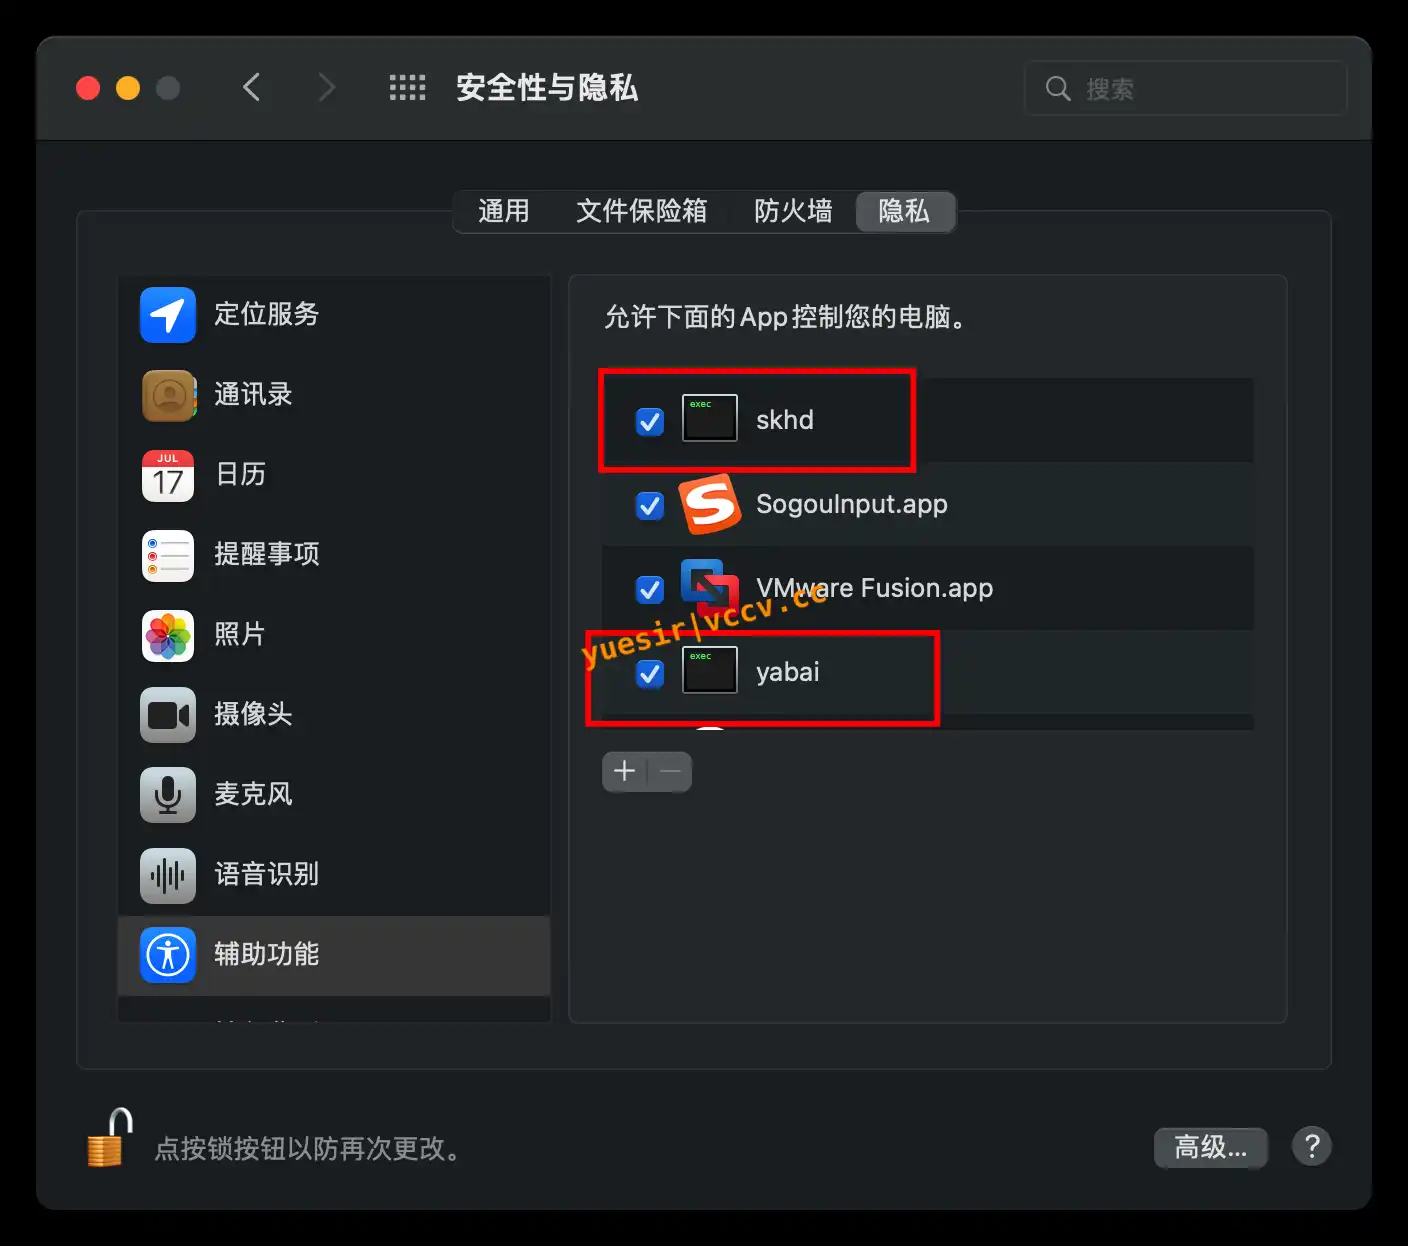 安全性与隐私
搜索
通用
文件保险箱
防火墙
隐私
定位服务
通讯录
JUL
17
日历
提醒事项
照片
摄像头
麦克风
语音识别
辅助功能
允许下面的App控制您的电脑。
exec
skhd
S
SogouInput.app
VMware Fusion.app
yuesir|vccv.cc
exec
yabai
点按锁按钮以防再次更改。
高级...
?